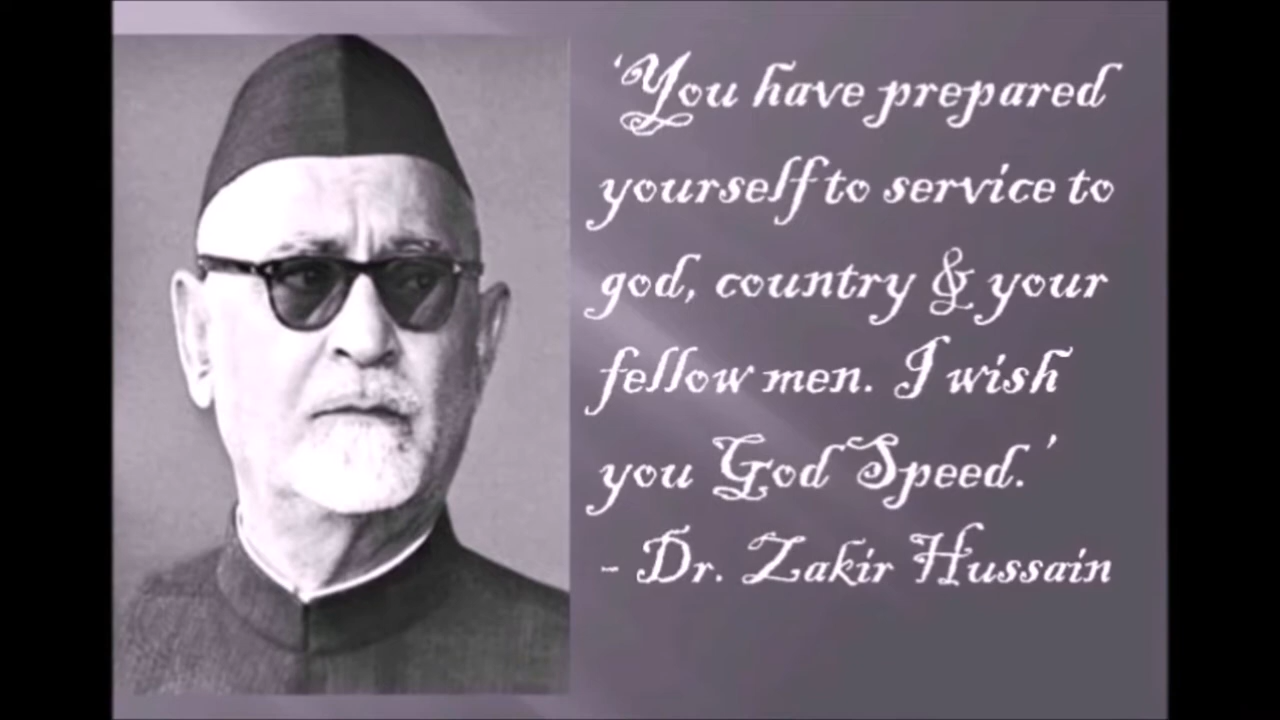 ‘You have prepared
yourself to service to
god, country & your
fellow men. I wish
you God Speed.’
- Dr. Zakir Hussain